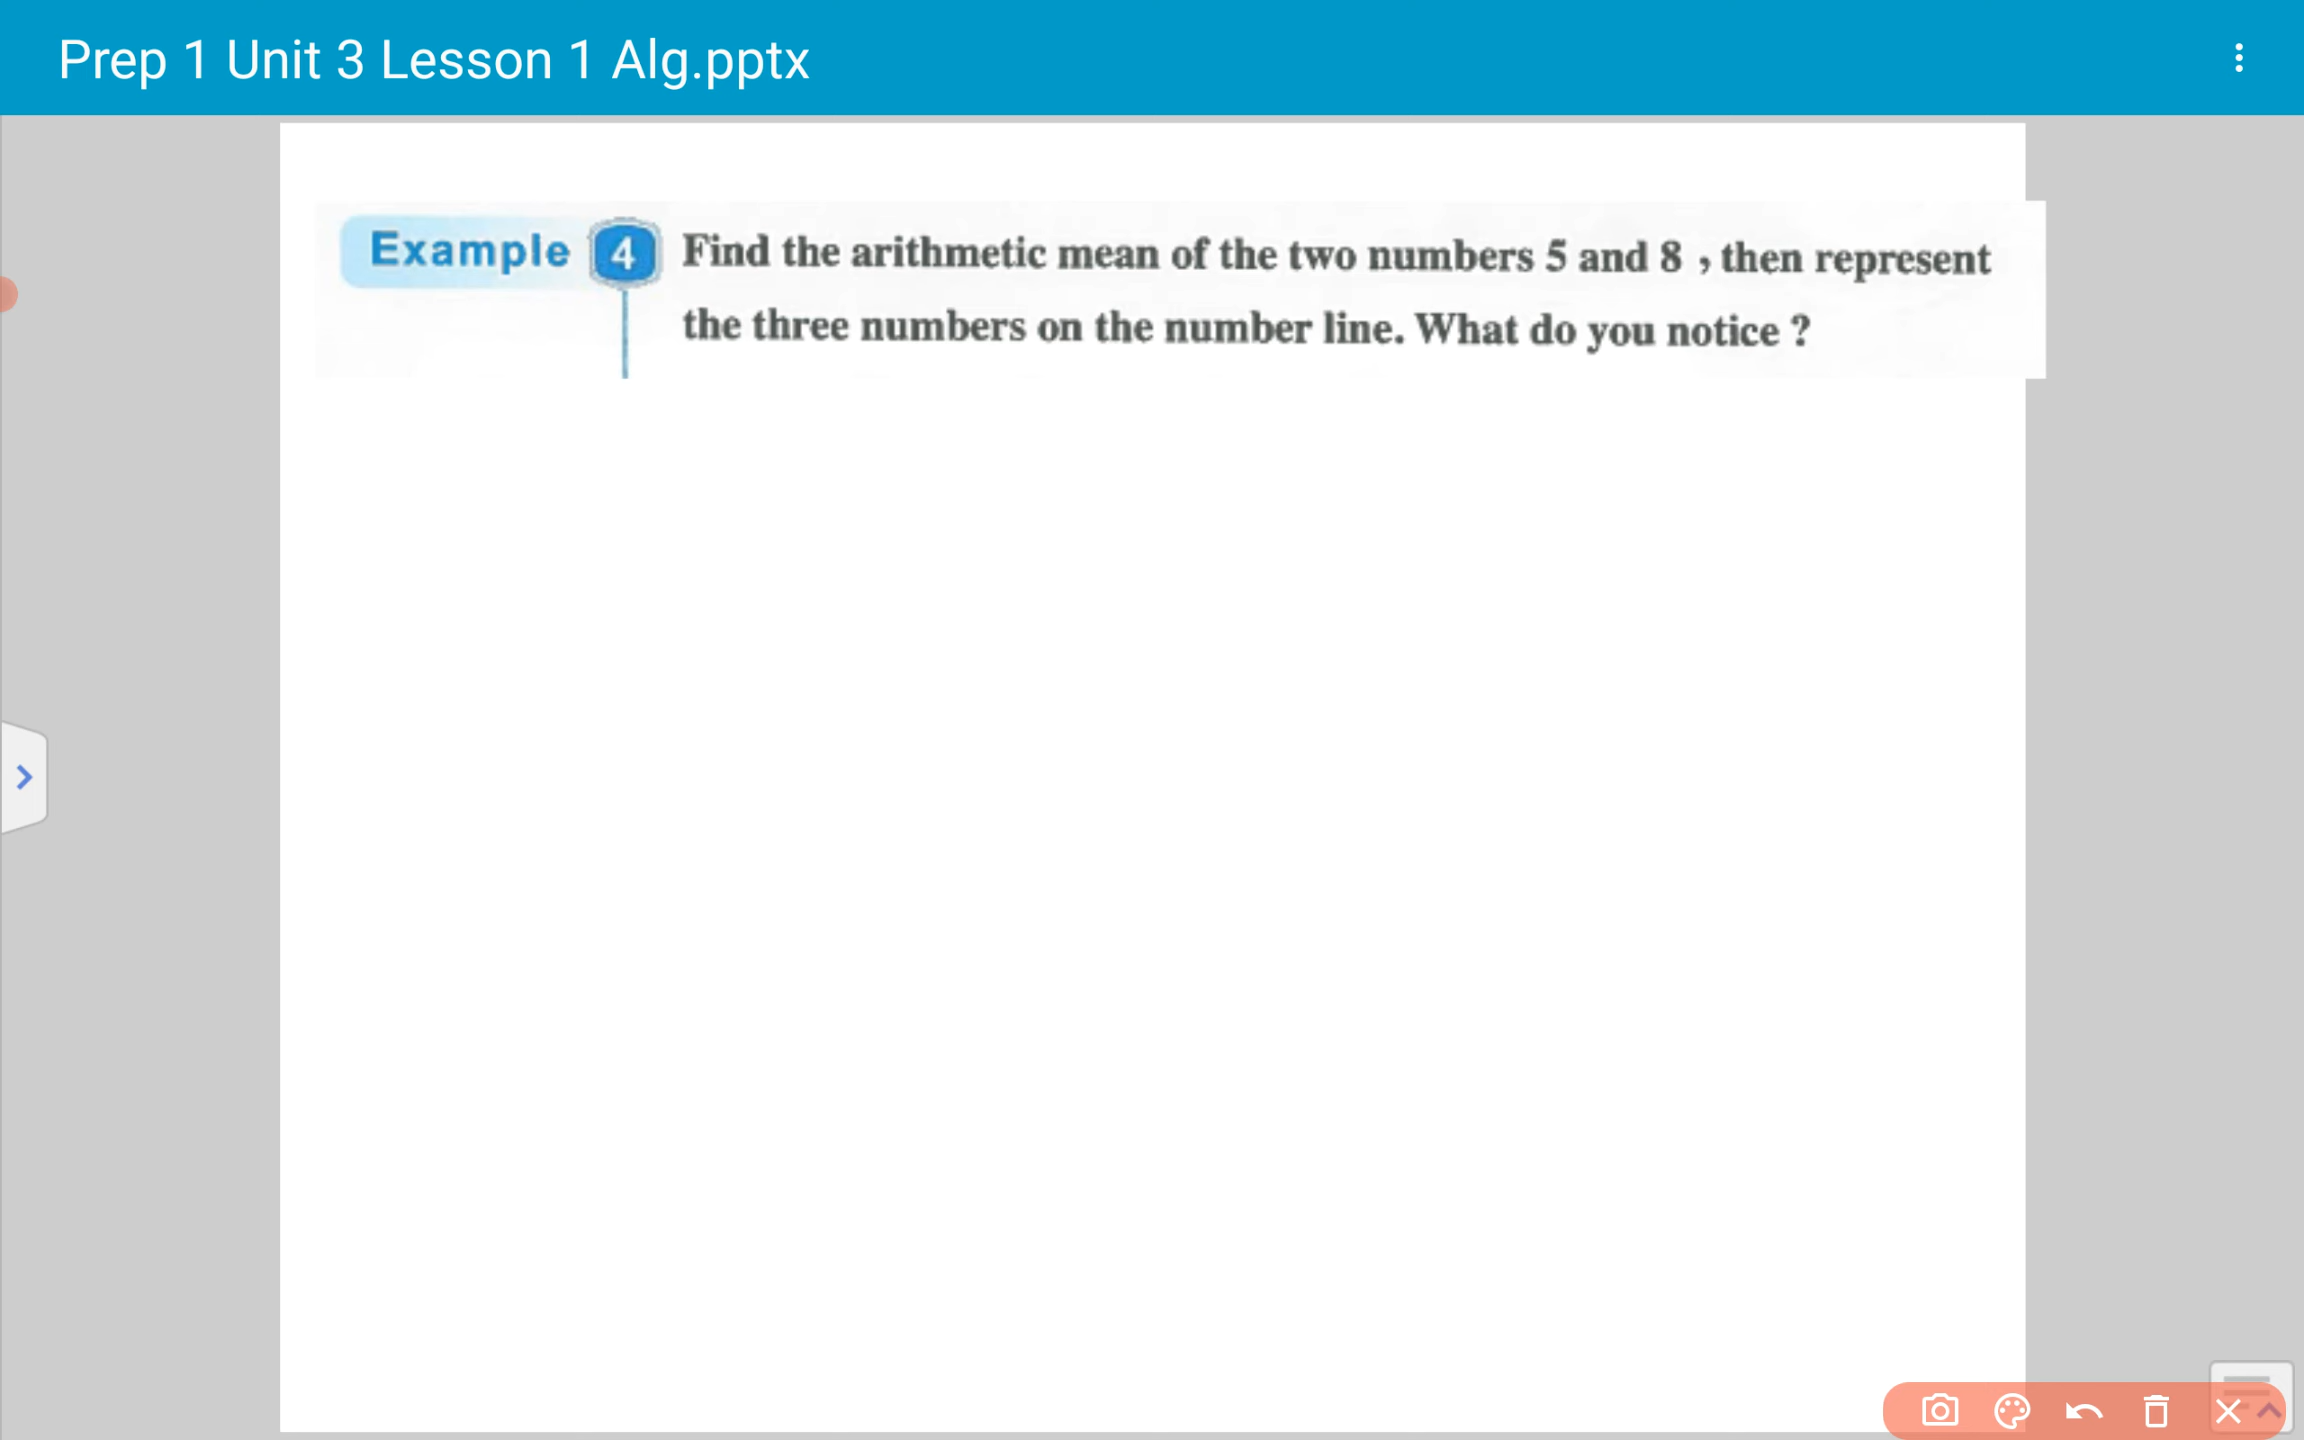 Prep 1 Unit 3 Lesson 1 Alg.pptx
Example 4 Find the arithmetic mean of the two numbers 5 and 8 , then represent
the three numbers on the number line. What do you notice ?